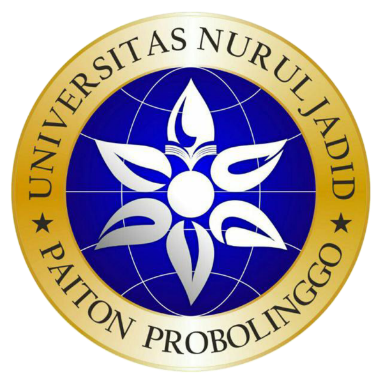 UNIVERSITAS NURUL JADID
PAITON PROBOLINGGO